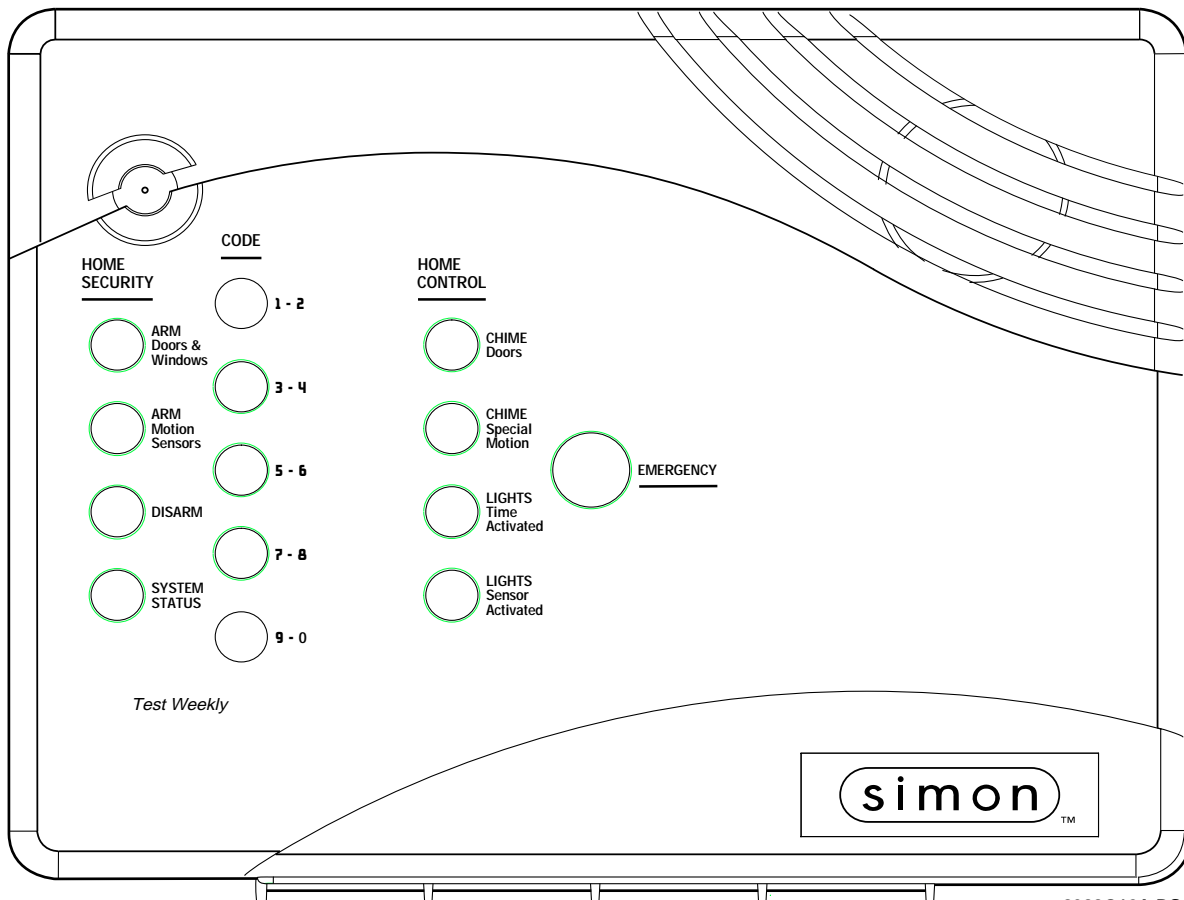 CODE
HOME
SECURITY
1 - 2
ARM
Doors &
Windows
3 - 4
ARM
Motion
Sensors
5 - 6
DISARM
7 - 8
SYSTEM
STATUS
9 - 0
Test Weekly
HOME
CONTROL
CHIME
Doors
CHIME
Special
Motion
EMERGENCY
LIGHTS
Time
Activated
LIGHTS
Sensor
Activated
simon
TM